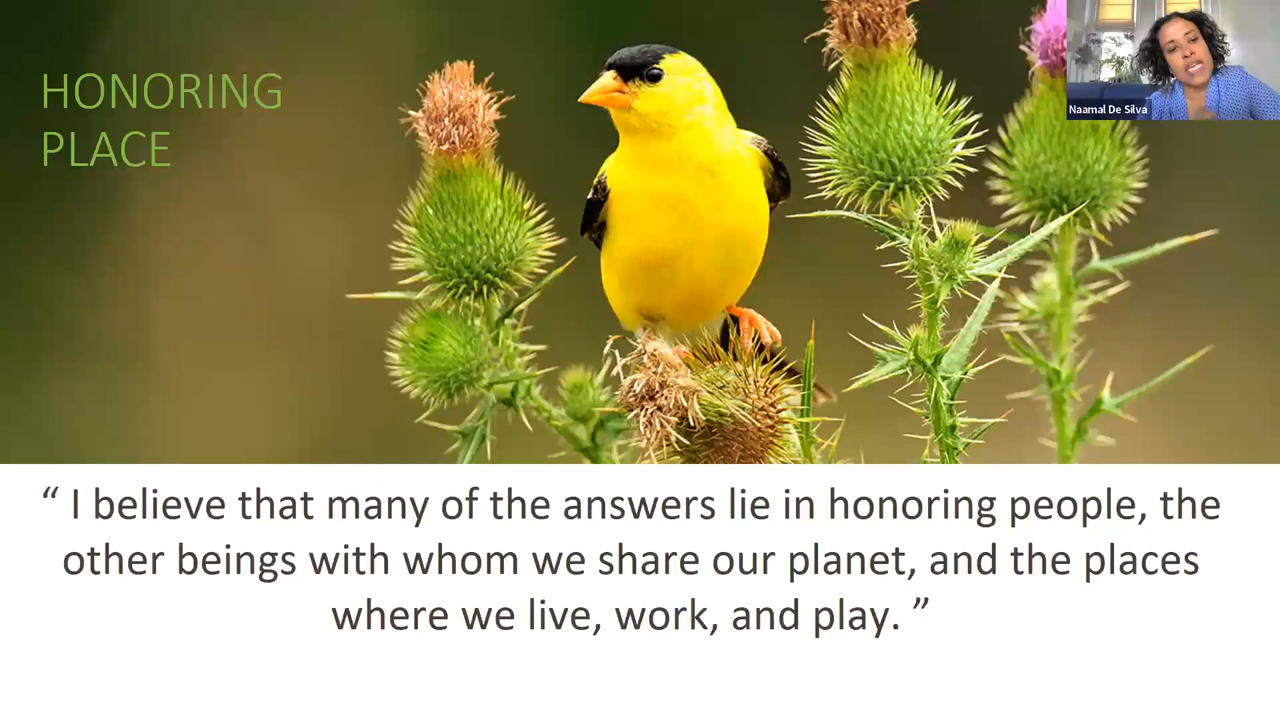 HONORING
PLACE
Naamal De Silva
“ I believe that many of the answers lie in honoring people, the
other beings with whom we share our planet, and the places
where we live, work, and play. ”